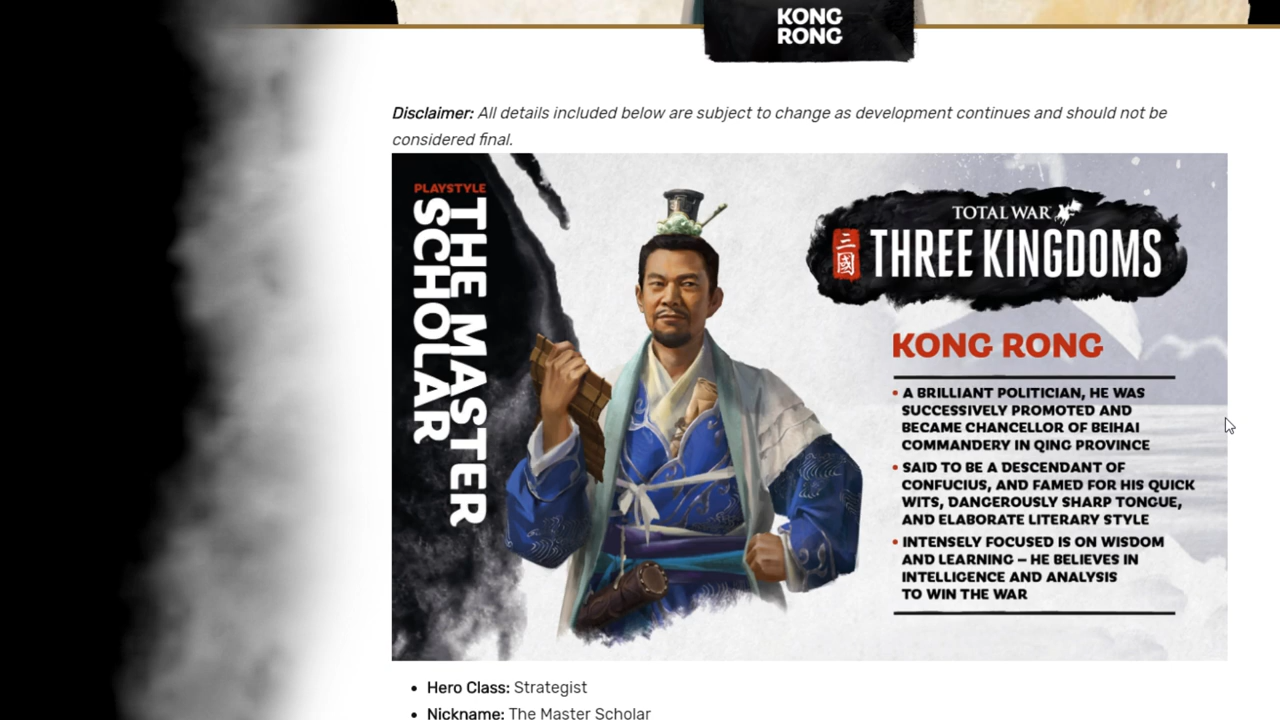 KONG
RONG
Disclaimer: All details included below are subject to change as development continues and should not be
considered final.
PLAYSTYLE
THE MASTER
SCHOLAR
TOTAL WAR
三國
THREE KINGDOMS
KONG RONG
• A BRILLIANT POLITICIAN, HE WAS
SUCCESSIVELY PROMOTED AND
BECAME CHANCELLOR OF BEIHAI
COMMANDERY IN QING PROVINCE
• SAID TO BE A DESCENDANT OF
CONFUCIUS, AND FAMED FOR HIS QUICK
WITS, DANGEROUSLY SHARP TONGUE,
AND ELABORATE LITERARY STYLE
• INTENSELY FOCUSED IS ON WISDOM
AND LEARNING – HE BELIEVES IN
INTELLIGENCE AND ANALYSIS
TO WIN THE WAR
• Hero Class: Strategist
• Nickname: The Master Scholar